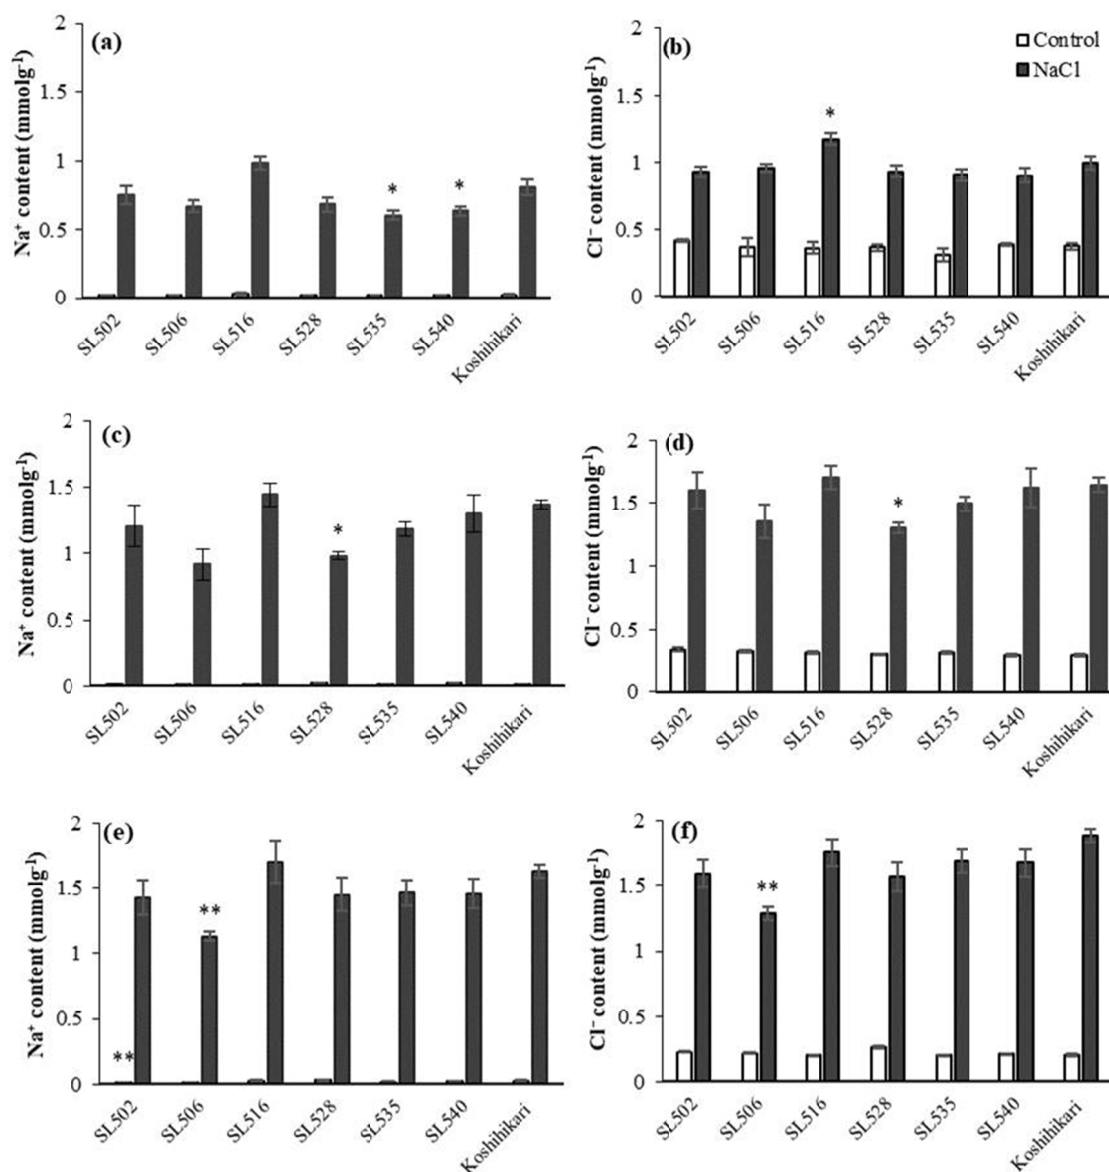 (a)
Na⁺ content (mmolg⁻¹)
2
1.5
1
0.5
0
SL502
SL506
SL516
SL528
SL535
SL540
Koshihikari
*
*
(b)
Control
NaCl
Cl⁻ content (mmolg⁻¹)
2
1.5
1
0.5
0
SL502
SL506
SL516
SL528
SL535
SL540
Koshihikari
*
(c)
Na⁺ content (mmolg⁻¹)
2
1.5
1
0.5
0
SL502
SL506
SL516
SL528
SL535
SL540
Koshihikari
*
(d)
Cl⁻ content (mmolg⁻¹)
2
1.5
1
0.5
0
SL502
SL506
SL516
SL528
SL535
SL540
Koshihikari
*
(e)
Na⁺ content (mmolg⁻¹)
2
1.5
1
0.5
0
SL502
SL506
SL516
SL528
SL535
SL540
Koshihikari
**
**
(f)
Cl⁻ content (mmolg⁻¹)
2
1.5
1
0.5
0
SL502
SL506
SL516
SL528
SL535
SL540
Koshihikari
**